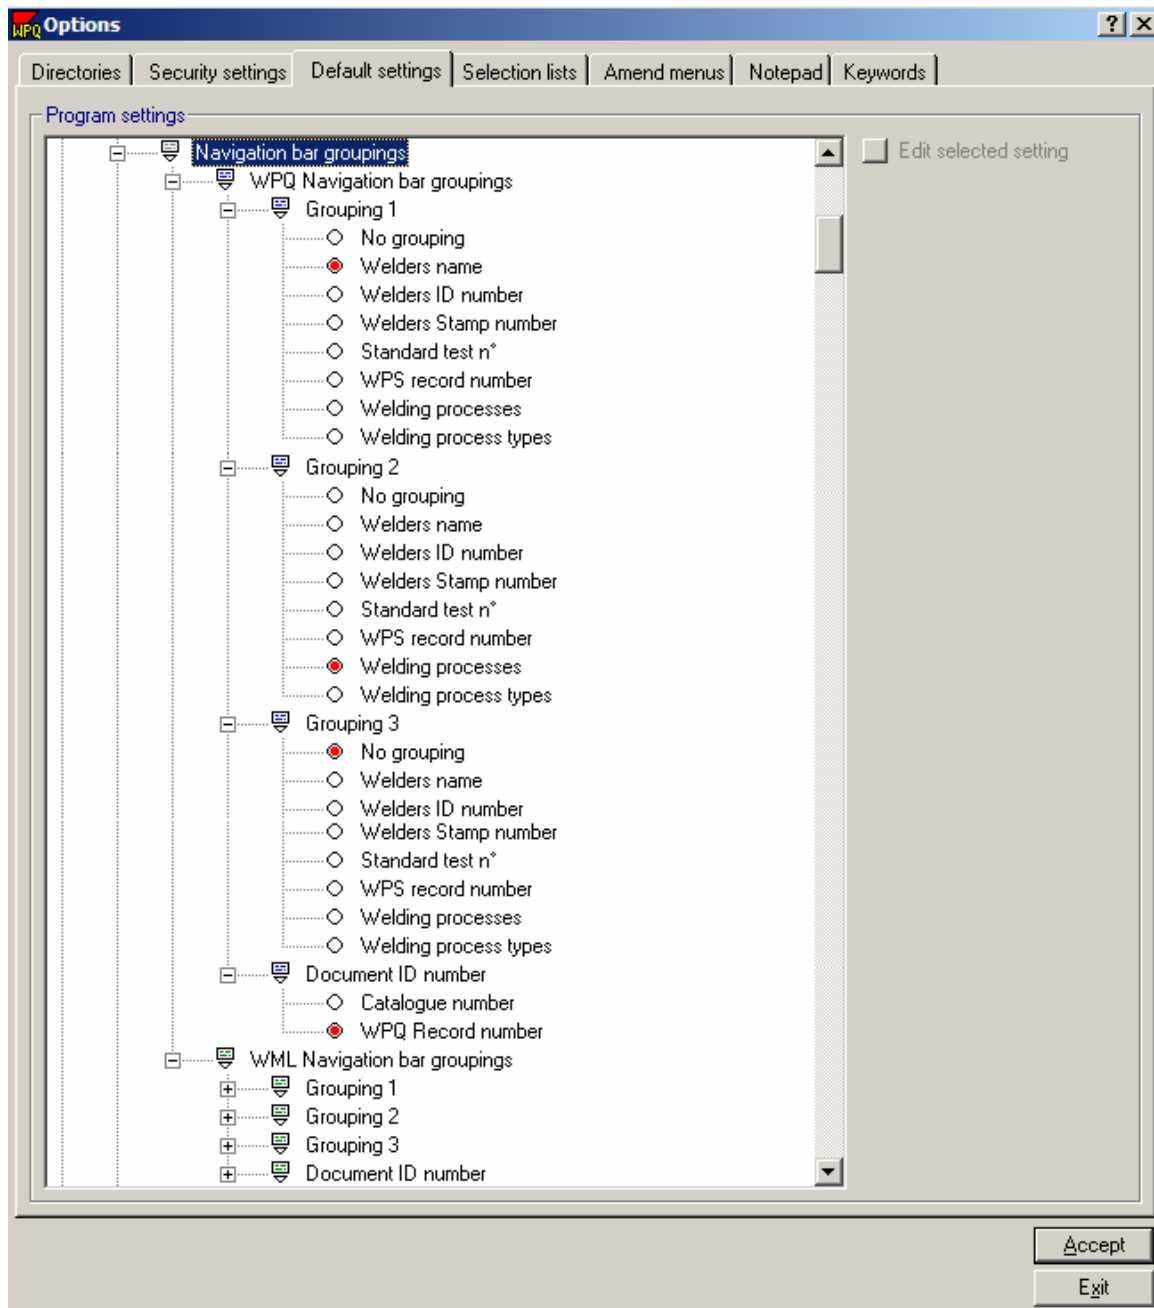 WPQ Options
Directories Security settings Default settings Selection lists Amend menus Notepad Keywords
Program settings
Navigation bar groupings
Edit selected setting
WPQ Navigation bar groupings
Grouping 1
No grouping
Welders name
Welders ID number
Welders Stamp number
Standard test n°
WPS record number
Welding processes
Welding process types
Grouping 2
No grouping
Welders name
Welders ID number
Welders Stamp number
Standard test n°
WPS record number
Welding processes
Welding process types
Grouping 3
No grouping
Welders name
Welders ID number
Welders Stamp number
Standard test n°
WPS record number
Welding processes
Welding process types
Document ID number
Catalogue number
WPQ Record number
WML Navigation bar groupings
Grouping 1
Grouping 2
Grouping 3
Document ID number
Accept
Exit